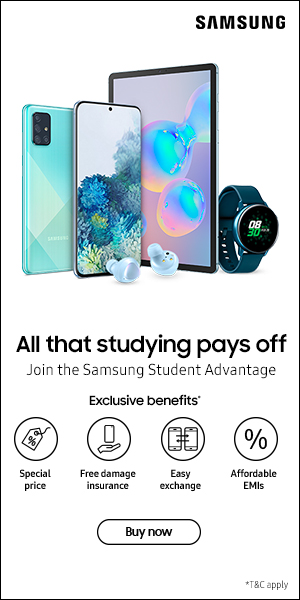 SAMSUNG
SAMSUNG
08
30
All that studying pays off
Join the Samsung Student Advantage
Exclusive benefits*
Special
price
Free damage
insurance
Easy
exchange
%
Affordable
EMIs
Buy now
*T&C apply